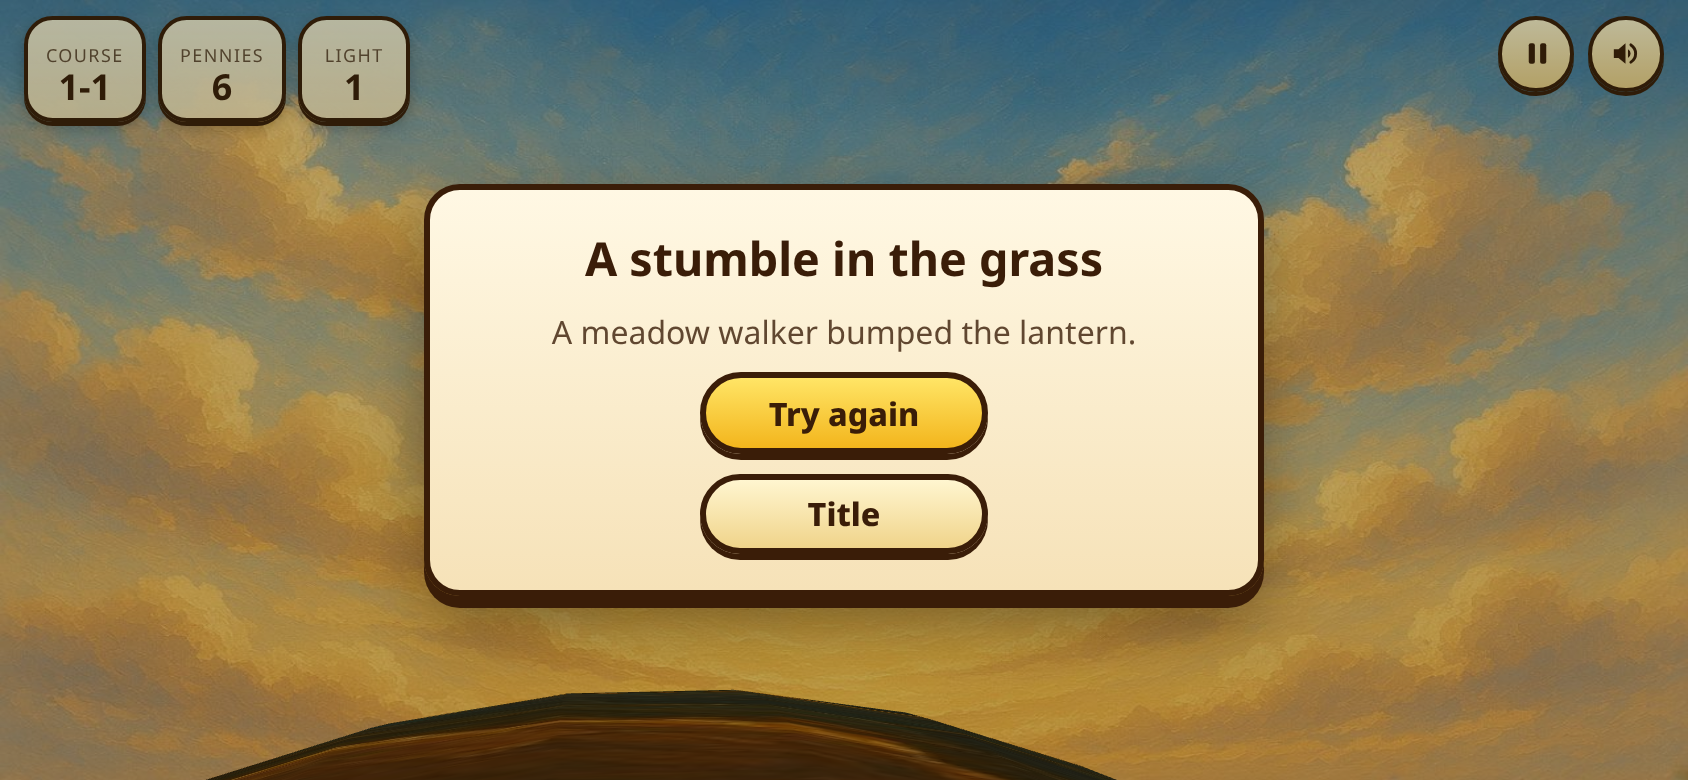 COURSE
1-1
PENNIES
6
LIGHT
1
A stumble in the grass
A meadow walker bumped the lantern.
Try again
Title